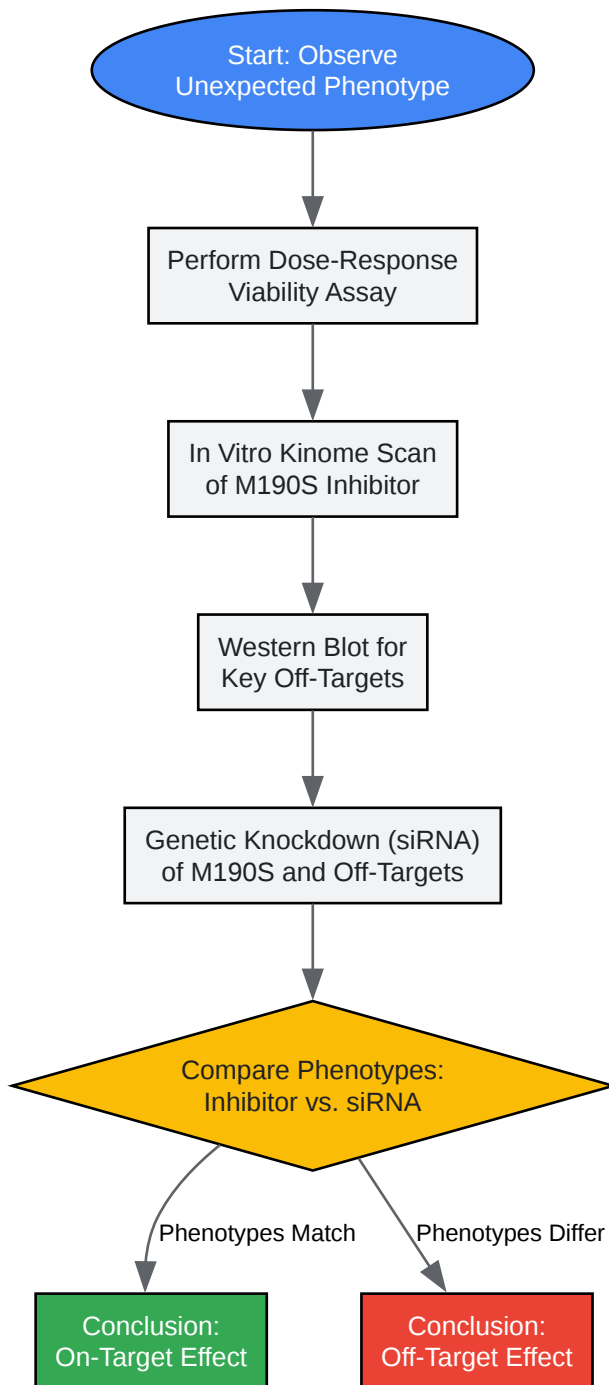 Start: Observe
Unexpected Phenotype
Perform Dose-Response
Viability Assay
In Vitro Kinome Scan
of M190S Inhibitor
Western Blot for
Key Off-Targets
Genetic Knockdown (siRNA)
of M190S and Off-Targets
Compare Phenotypes:
Inhibitor vs. siRNA
Phenotypes Match
Phenotypes Differ
Conclusion:
On-Target Effect
Conclusion:
Off-Target Effect